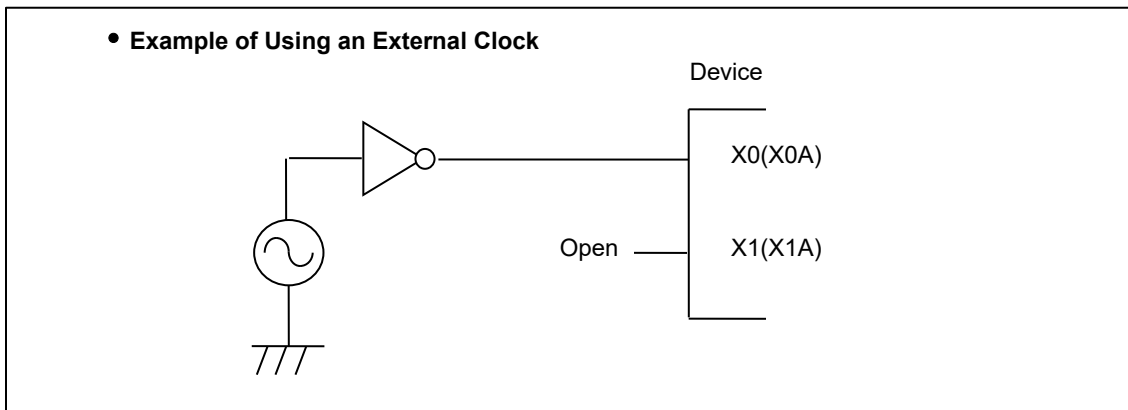 • Example of Using an External Clock
Device
X0(X0A)
Open
X1(X1A)